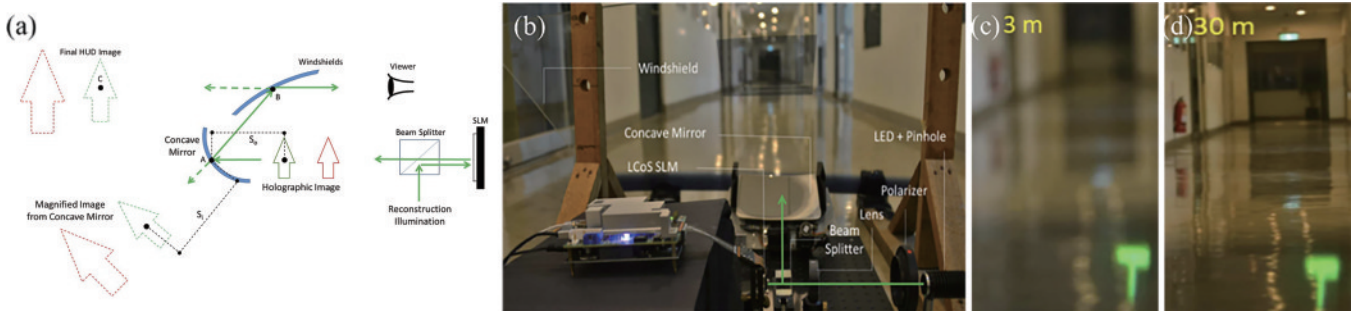 (a)
Final HUD Image
C
Windshields
B
Viewer
SLM
Beam Splitter
Concave
Mirror
Sₒ
A
Holographic Image
Magnified Image
from Concave Mirror
Sᵢ
Reconstruction
Illumination
(b)
Windshield
Concave Mirror
LCoS SLM
LED + Pinhole
Polarizer
Lens
Beam
Splitter
(c) 3 m
(d) 30 m